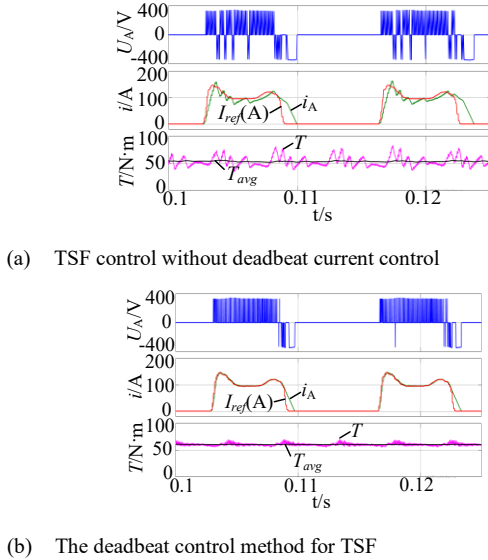 400
0
-400
U_A/V
200
100
0
i/A
I_ref(A)
i_A
100
50
0
T/N·m
T
T_avg
0.1
0.11
0.12
t/s
(a) TSF control without deadbeat current control
400
0
-400
U_A/V
200
100
0
i/A
I_ref(A)
i_A
100
50
0
T/N·m
T
T_avg
0.1
0.11
0.12
t/s
(b) The deadbeat control method for TSF